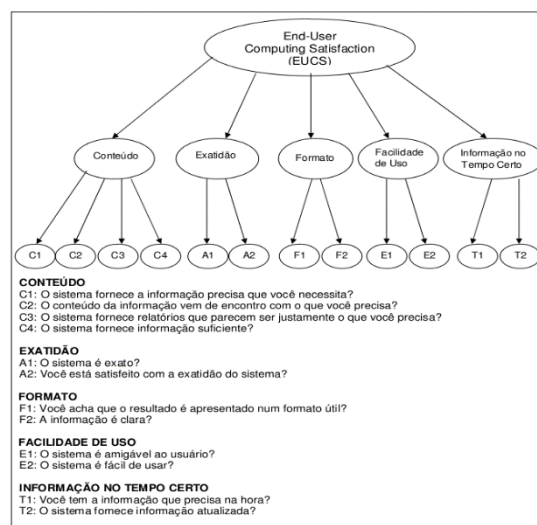 End-User
Computing Satisfaction
(EUCS)
Conteúdo
Exatidão
Formato
Facilidade
de Uso
Informação no
Tempo Certo
C1
C2
C3
C4
A1
A2
F1
F2
E1
E2
T1
T2
CONTEÚDO
C1: O sistema fornece a informação precisa que você necessita?
C2: O conteúdo da informação vem de encontro com o que você precisa?
C3: O sistema fornece relatórios que parecem ser justamente o que você precisa?
C4: O sistema fornece informação suficiente?
EXATIDÃO
A1: O sistema é exato?
A2: Você está satisfeito com a exatidão do sistema?
FORMATO
F1: Você acha que o resultado é apresentado num formato útil?
F2: A informação é clara?
FACILIDADE DE USO
E1: O sistema é amigável ao usuário?
E2: O sistema é fácil de usar?
INFORMAÇÃO NO TEMPO CERTO
T1: Você tem a informação que precisa na hora?
T2: O sistema fornece informação atualizada?